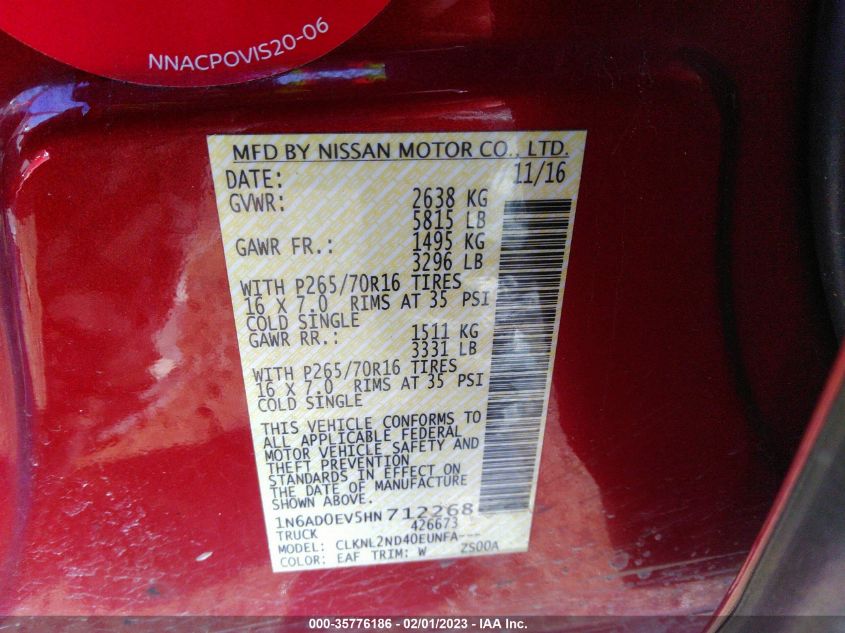 NNACPOVIS20-06
MFD BY NISSAN MOTOR CO., LTD.
DATE: 11/16
GVWR: 2638 KG
5815 LB
GAWR FR.: 1495 KG
3296 LB
WITH P265/70R16 TIRES
16 X 7.0 RIMS AT 35 PSI
COLD SINGLE
GAWR RR.: 1511 KG
3331 LB
WITH P265/70R16 TIRES
16 X 7.0 RIMS AT 35 PSI
COLD SINGLE
THIS VEHICLE CONFORMS TO
ALL APPLICABLE FEDERAL
MOTOR VEHICLE SAFETY AND
THEFT PREVENTION
STANDARDS IN EFFECT ON
THE DATE OF MANUFACTURE
SHOWN ABOVE.
1N6AD0EV5HN712268
TRUCK 426673
MODEL: CLKNL2ND40EUNFA---
COLOR: EAF TRIM: W ZS00A
000-35776186 - 02/01/2023 - IAA Inc.